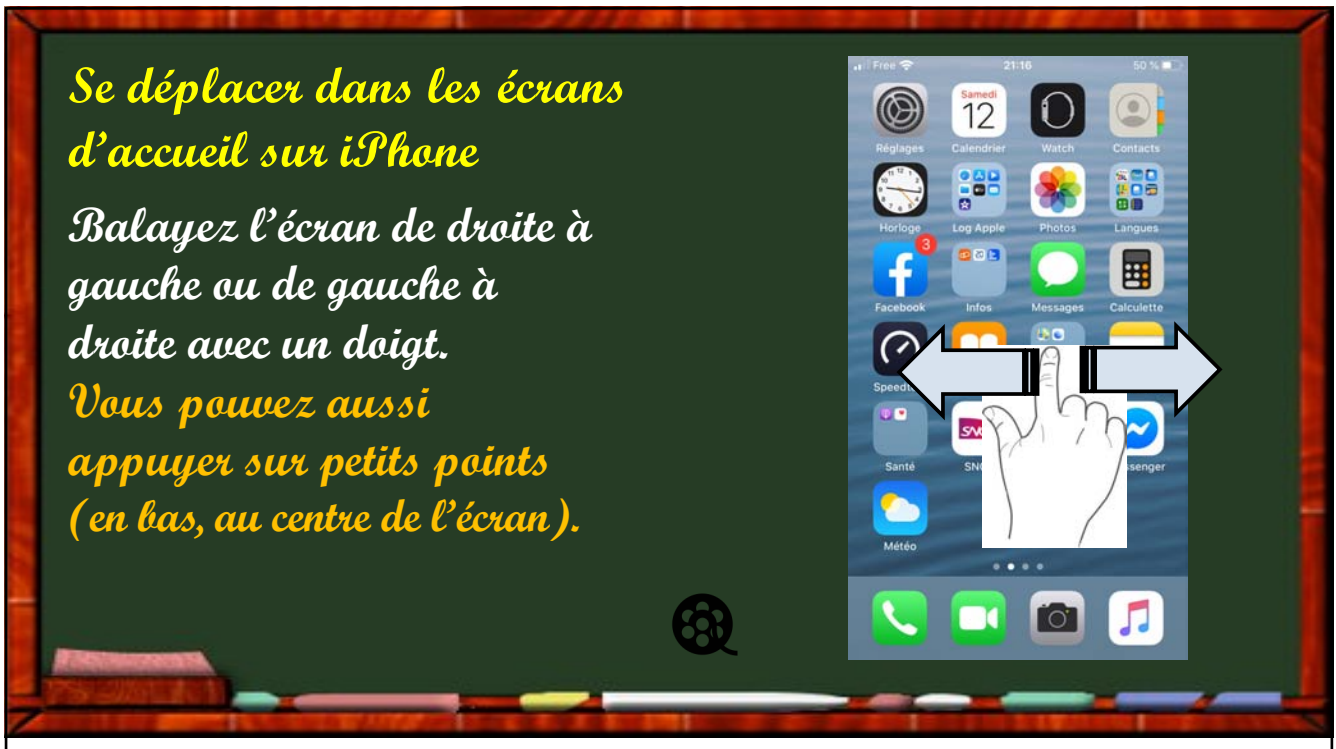 Se déplacer dans les écrans
d'accueil sur iPhone
Balayez l'écran de droite à
gauche ou de gauche à
droite avec un doigt.
Vous pouvez aussi
appuyer sur petits points
(en bas, au centre de l'écran).
Free 21:16 50 %
Samedi
12
Réglages Calendrier Watch Contacts
Horloge Log Apple Photos Langues
3
Facebook Infos Messages Calculette
Santé
Météo